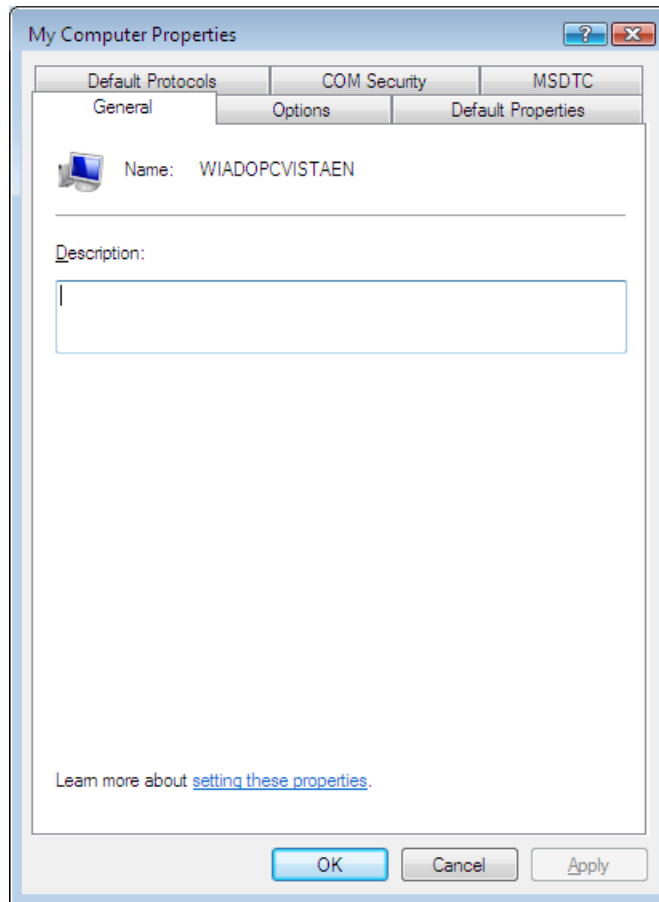 My Computer Properties
Default Protocols COM Security MSDTC
General Options Default Properties
Name: WIADOPCVISTAEN
Description:
Learn more about setting these properties.
OK Cancel Apply